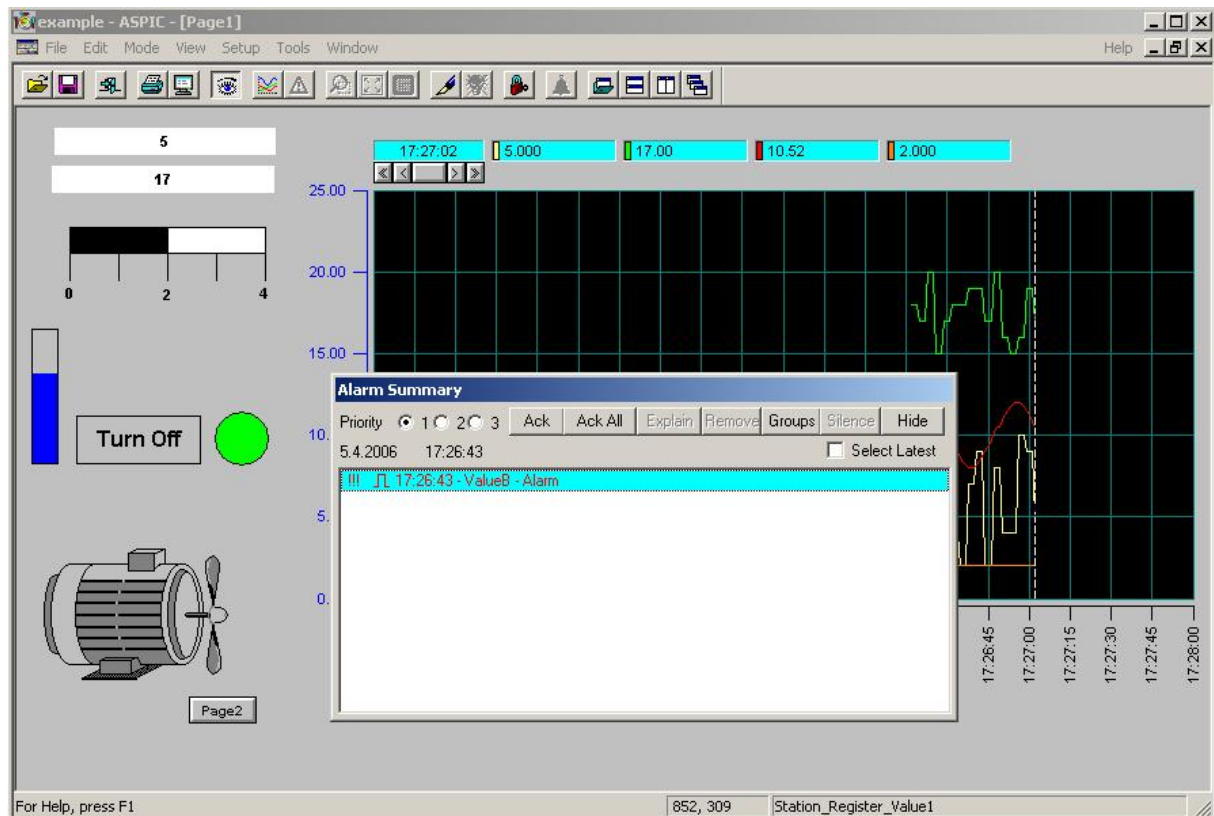 example - ASPIC - [Page1]
File Edit Mode View Setup Tools Window Help
5
17
17:27:02 5.000 17.00 10.52 2.000
25.00
20.00
15.00
10.
5.
0.
0 2 4
Turn Off
Page2
Alarm Summary
Priority 1 2 3 Ack Ack All Explain Remove Groups Silence Hide
5.4.2006 17:26:43 Select Latest
!!! 17:26:43 - ValueB - Alarm
17:26:45
17:27:00
17:27:15
17:27:30
17:27:45
17:28:00
For Help, press F1 852, 309 Station_Register_Value1